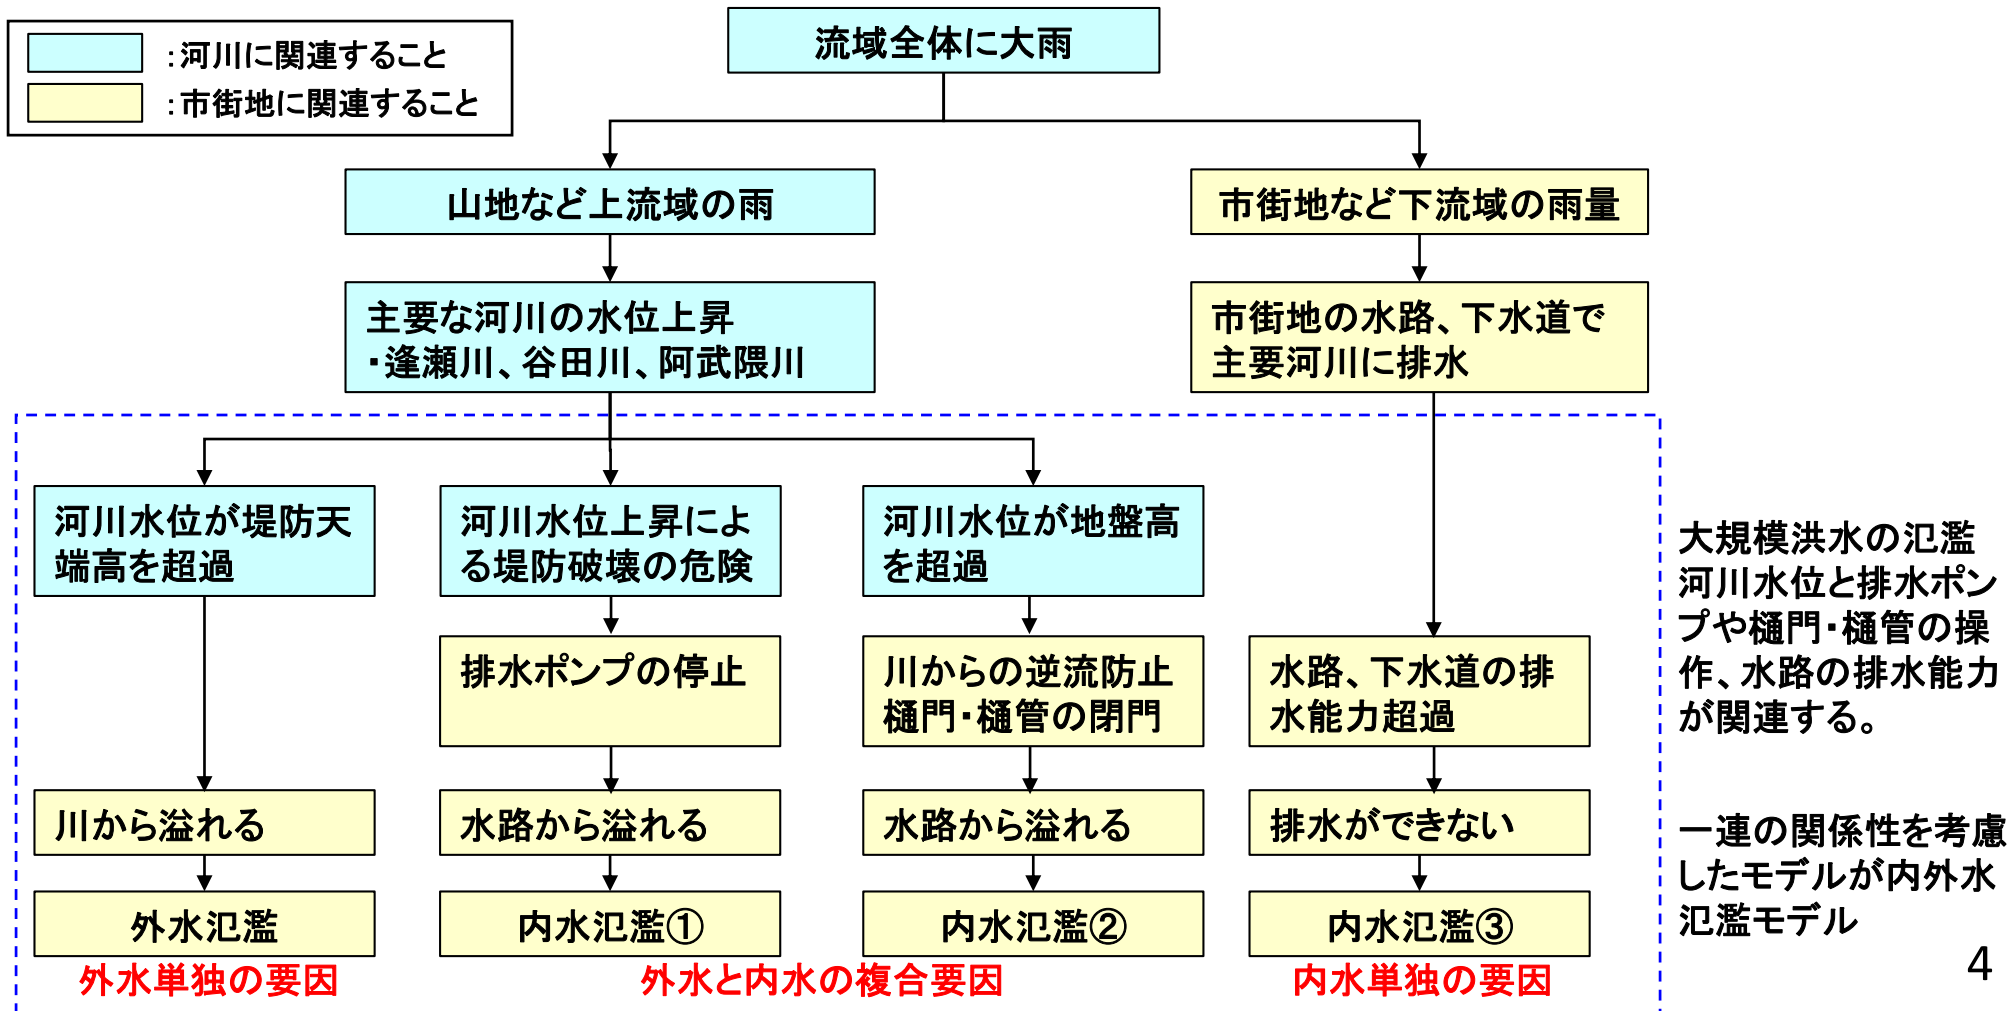 ：河川に関連すること
：市街地に関連すること
流域全体に大雨
山地など上流域の雨
市街地など下流域の雨量
主要な河川の水位上昇
・逢瀬川、谷田川、阿武隈川
市街地の水路、下水道で
主要河川に排水
河川水位が堤防天
端高を超過
河川水位上昇によ
る堤防破壊の危険
河川水位が地盤高
を超過
排水ポンプの停止
川からの逆流防止
樋門・樋管の閉門
水路、下水道の排
水能力超過
川から溢れる
水路から溢れる
水路から溢れる
排水ができない
外水氾濫
内水氾濫①
内水氾濫②
内水氾濫③
外水単独の要因
外水と内水の複合要因
内水単独の要因
大規模洪水の氾濫
河川水位と排水ポン
プや樋門・樋管の操
作、水路の排水能力
が関連する。
一連の関係性を考慮
したモデルが内外水
氾濫モデル
4